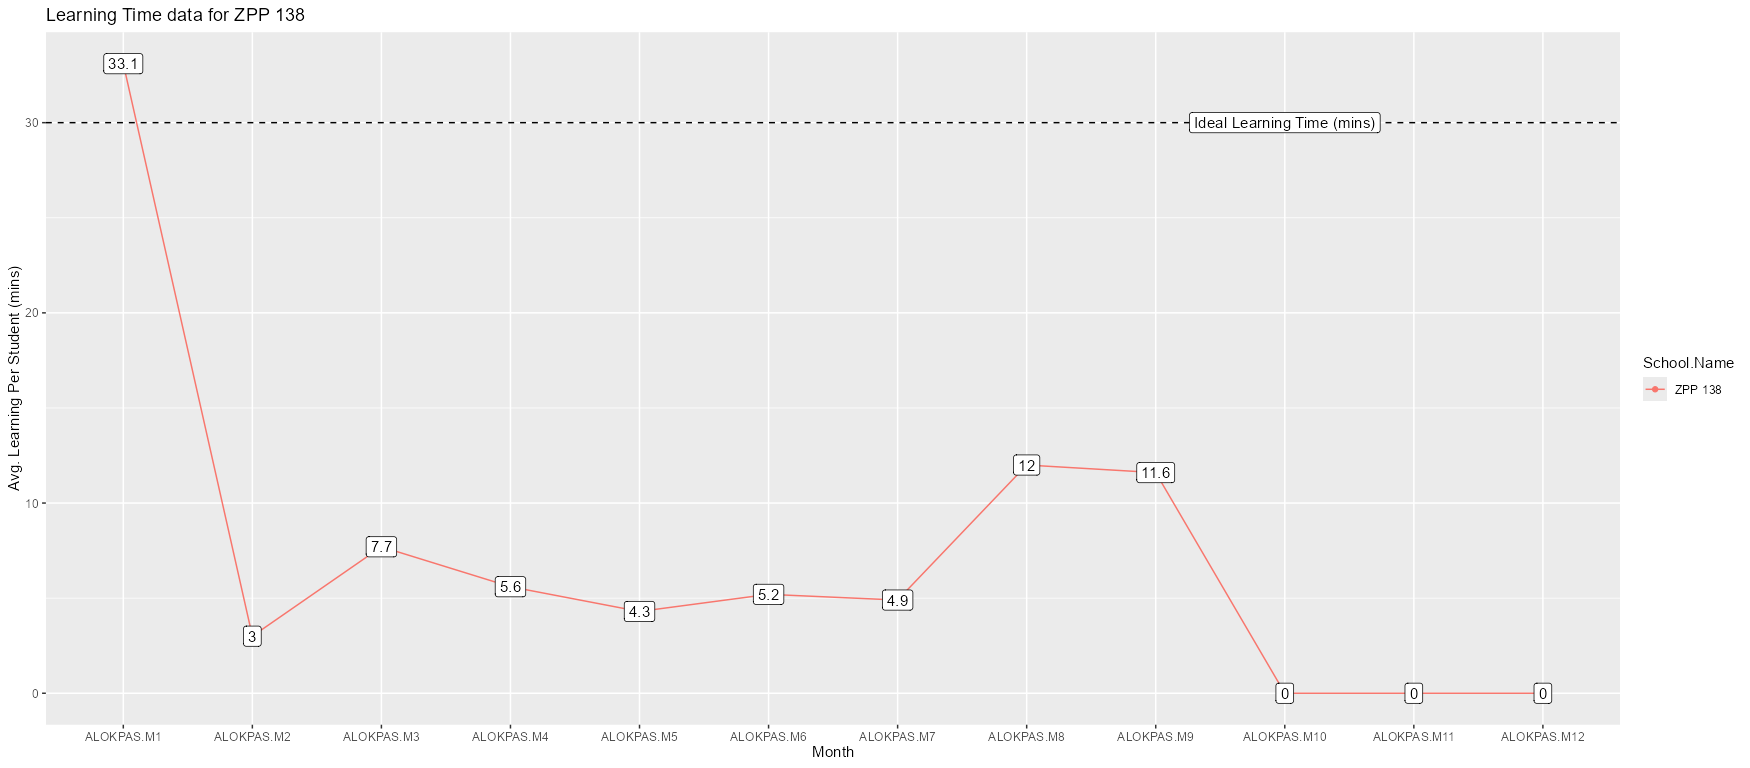 Learning Time data for ZPP 138
33.1
30
Ideal Learning Time (mins)
20
10
0
Avg. Learning Per Student (mins)
3
7.7
5.6
4.3
5.2
4.9
12
11.6
0
0
0
School.Name
ZPP 138
ALOKPAS.M1 ALOKPAS.M2 ALOKPAS.M3 ALOKPAS.M4 ALOKPAS.M5 ALOKPAS.M6 ALOKPAS.M7 ALOKPAS.M8 ALOKPAS.M9 ALOKPAS.M10 ALOKPAS.M11 ALOKPAS.M12
Month